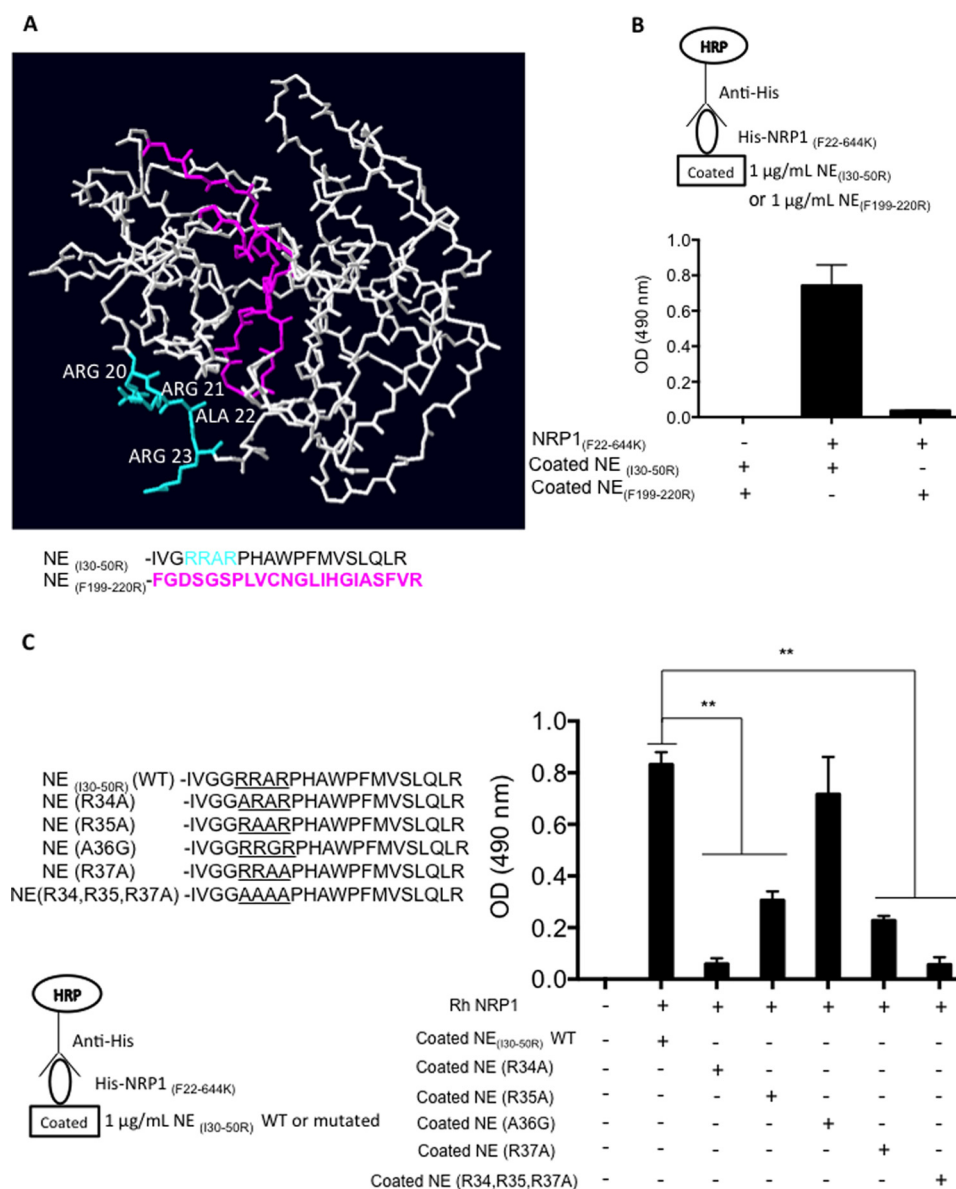 A
ARG 20
ARG 21
ALA 22
ARG 23
NE (I30-50R) -IVGRRARPHAWPFMVSLQLR
NE (F199-220R)-FGDSGSPLVCNGLIHGIASFVR
B
HRP
Anti-His
His-NRP1 (F22-644K)
Coated 1 µg/mL NE(I30-50R)
or 1 µg/mL NE(F199-220R)
OD (490 nm)
1.0
0.8
0.6
0.4
0.2
0.0
NRP1(F22-644K) - + +
Coated NE (I30-50R) + + -
Coated NE(F199-220R) + - +
C
NE (I30-50R) (WT) -IVGGRRARPHAWPFMVSLQLR
NE (R34A) -IVGGARARPHAWPFMVSLQLR
NE (R35A) -IVGGRAARPHAWPFMVSLQLR
NE (A36G) -IVGGRRGRPHAWPFMVSLQLR
NE (R37A) -IVGGRRAAPHAWPFMVSLQLR
NE(R34,R35,R37A) -IVGGAAAAPHAWPFMVSLQLR
HRP
Anti-His
His-NRP1 (F22-644K)
Coated 1 µg/mL NE (I30-50R) WT or mutated
OD (490 nm)
1.0
0.8
0.6
0.4
0.2
0.0
**
**
Rh NRP1 - + + + + + +
Coated NE(I30-50R) WT - + - - - - -
Coated NE (R34A) - - + - - - -
Coated NE (R35A) - - - + - - -
Coated NE (A36G) - - - - + - -
Coated NE (R37A) - - - - - + -
Coated NE (R34,R35,R37A) - - - - - - +